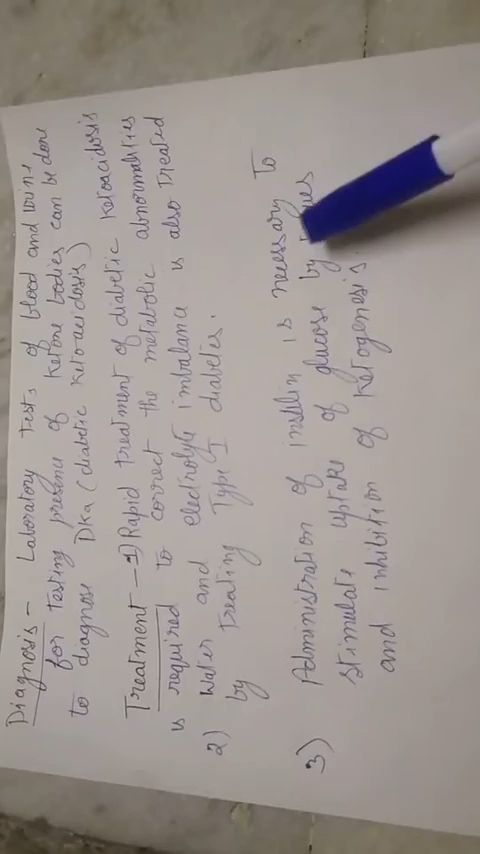 Diagnosis - Laboratory Tests of blood and urine
for testing presence of Ketone bodies can be done
to diagnose DKa (diabetic Ketoacidosis)
Treatment - 1) Rapid treatment of diabetic Ketoacidosis
is required to correct the metabolic abnormalities
2) Water and electrolyte imbalance is also Treated
by Treating Type I diabetes.
3) Administration of insulin is necessary To
stimulate uptake of glucose by
and inhibition of Ketogenesis.